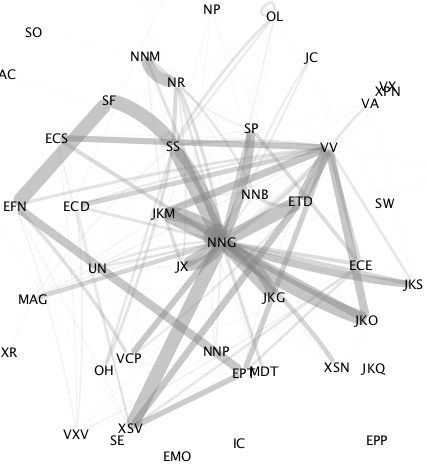 NP
OL
SO
NNM
JC
AC
NR
VX
XPN
VA
SF
SP
ECS
SS
VV
NNB
ETD
SW
EFN
ECD
JKM
NNG
UN
JX
ECE
JKS
MAG
JKG
JKO
XR
VCP
NNP
OH
EPT
MDT
XSN
JKQ
VXV
XSV
SE
EMO
IC
EPP